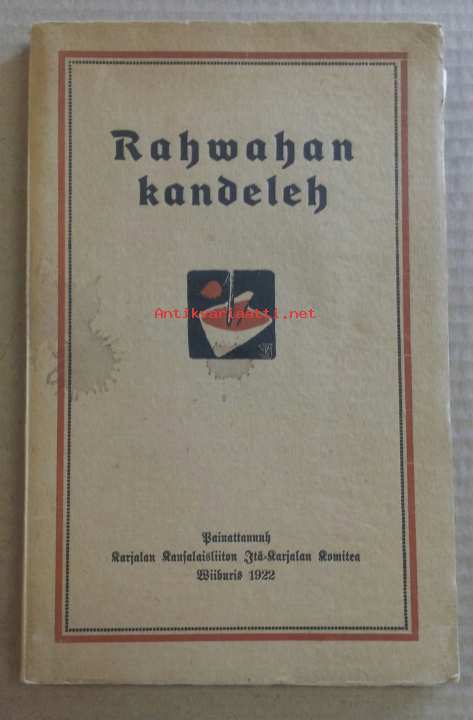 Rahwahan
kandeleh
Antikvariaatti.net
Painattannuh
Karjalan Kansalaisliiton Itä-Karjalan Komitea
Wiiburis 1922